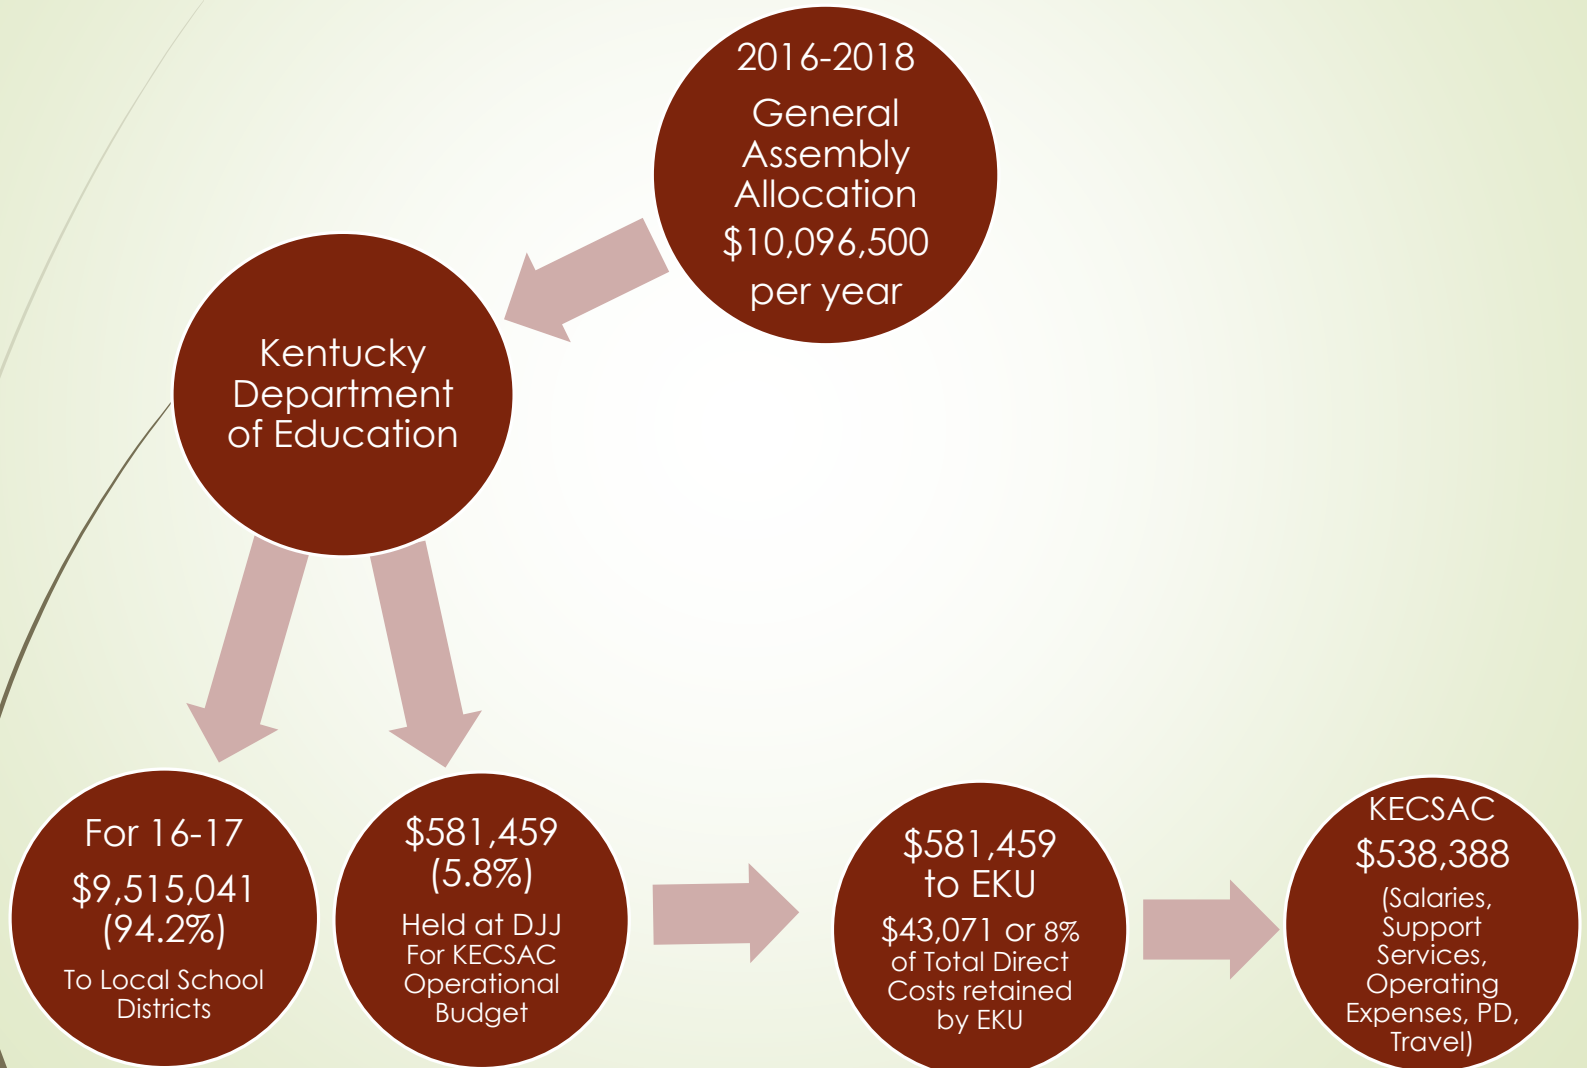 2016-2018
General
Assembly
Allocation
$10,096,500
per year
Kentucky
Department
of Education
For 16-17
$9,515,041
(94.2%)
To Local School
Districts
$581,459
(5.8%)
Held at DJJ
For KECSAC
Operational
Budget
$581,459
to EKU
$43,071 or 8%
of Total Direct
Costs retained
by EKU
KECSAC
$538,388
(Salaries,
Support
Services,
Operating
Expenses, PD,
Travel)